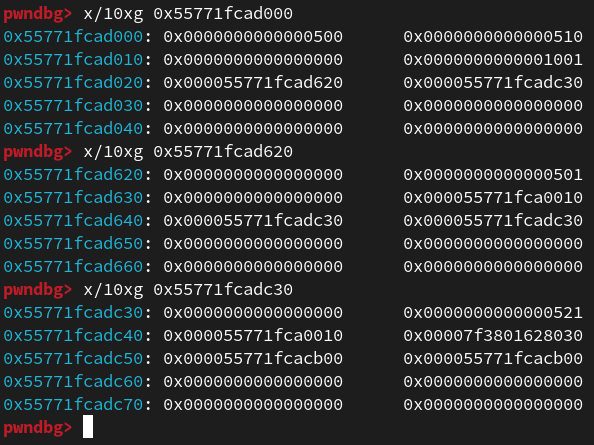 pwndbg> x/10xg 0x55771fcad000
0x55771fcad000: 0x0000000000000500 0x0000000000000510
0x55771fcad010: 0x0000000000000000 0x0000000000001001
0x55771fcad020: 0x000055771fcad620 0x000055771fcadc30
0x55771fcad030: 0x0000000000000000 0x0000000000000000
0x55771fcad040: 0x0000000000000000 0x0000000000000000
pwndbg> x/10xg 0x55771fcad620
0x55771fcad620: 0x0000000000000000 0x0000000000000501
0x55771fcad630: 0x0000000000000000 0x000055771fca0010
0x55771fcad640: 0x000055771fcadc30 0x000055771fcadc30
0x55771fcad650: 0x0000000000000000 0x0000000000000000
0x55771fcad660: 0x0000000000000000 0x0000000000000000
pwndbg> x/10xg 0x55771fcadc30
0x55771fcadc30: 0x0000000000000000 0x0000000000000521
0x55771fcadc40: 0x000055771fca0010 0x00007f3801628030
0x55771fcadc50: 0x000055771fcacb00 0x000055771fcacb00
0x55771fcadc60: 0x0000000000000000 0x0000000000000000
0x55771fcadc70: 0x0000000000000000 0x0000000000000000
pwndbg>